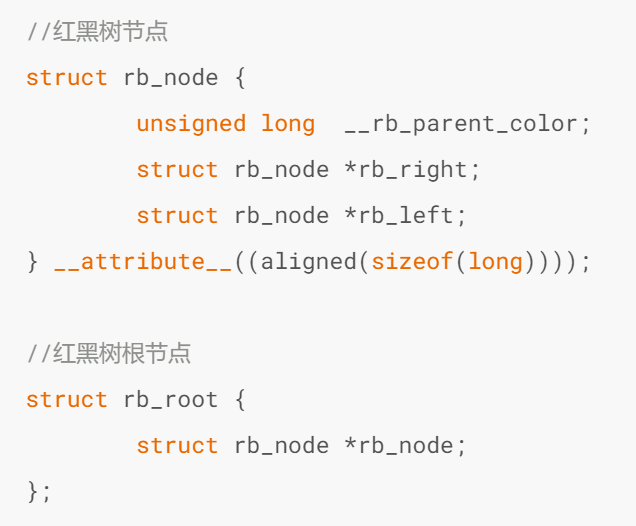 //红黑树节点
struct rb_node {
        unsigned long  __rb_parent_color;
        struct rb_node *rb_right;
        struct rb_node *rb_left;
} __attribute__((aligned(sizeof(long))));

//红黑树根节点
struct rb_root {
        struct rb_node *rb_node;
};